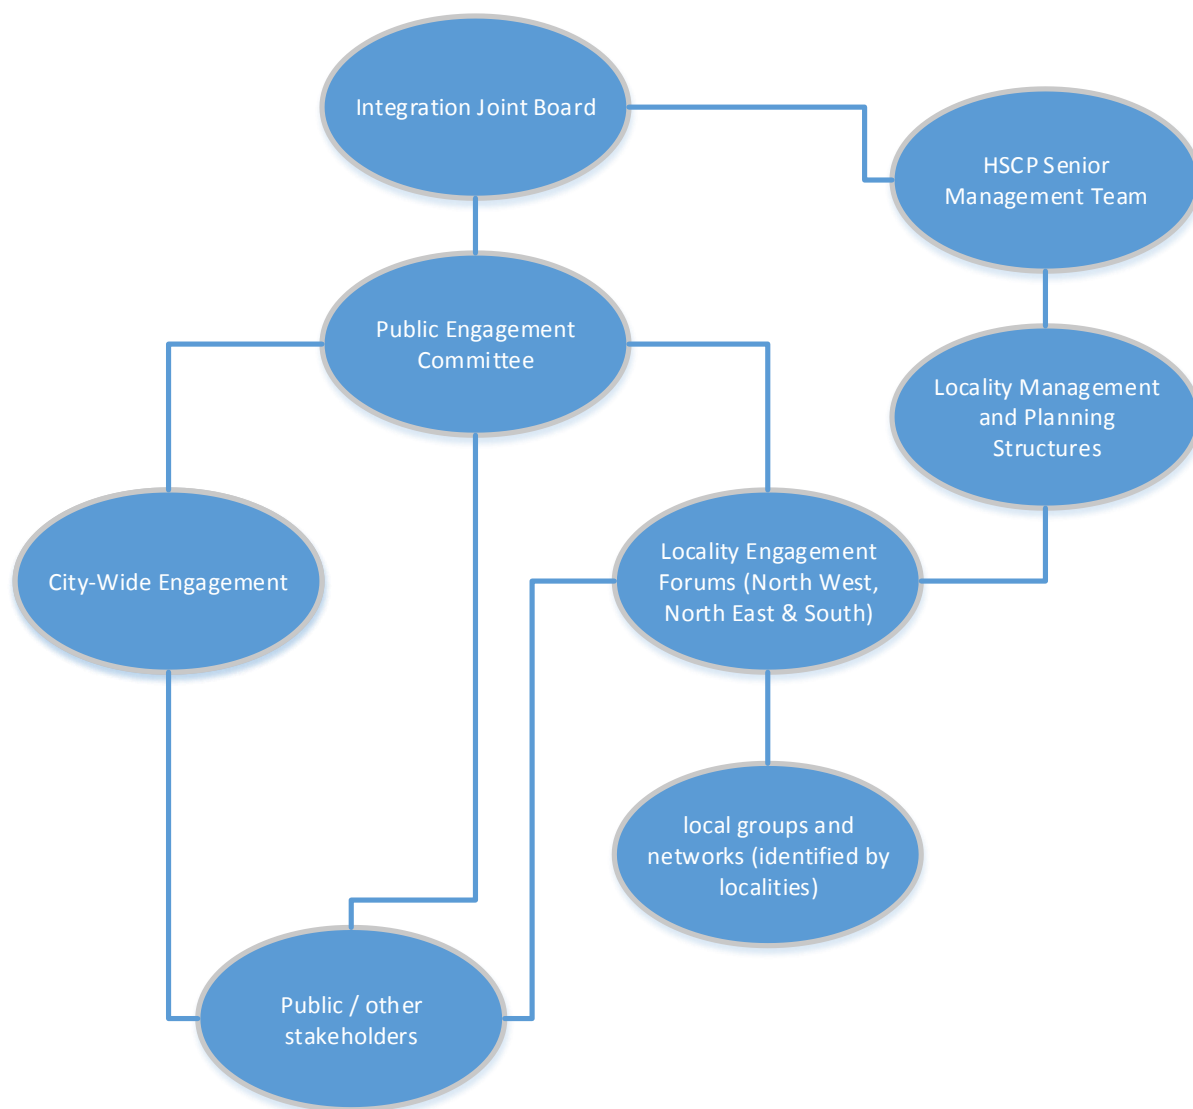 Integration Joint Board
HSCP Senior
Management Team
Public Engagement
Committee
Locality Management
and Planning
Structures
City-Wide Engagement
Locality Engagement
Forums (North West,
North East & South)
local groups and
networks (identified by
localities)
Public / other
stakeholders